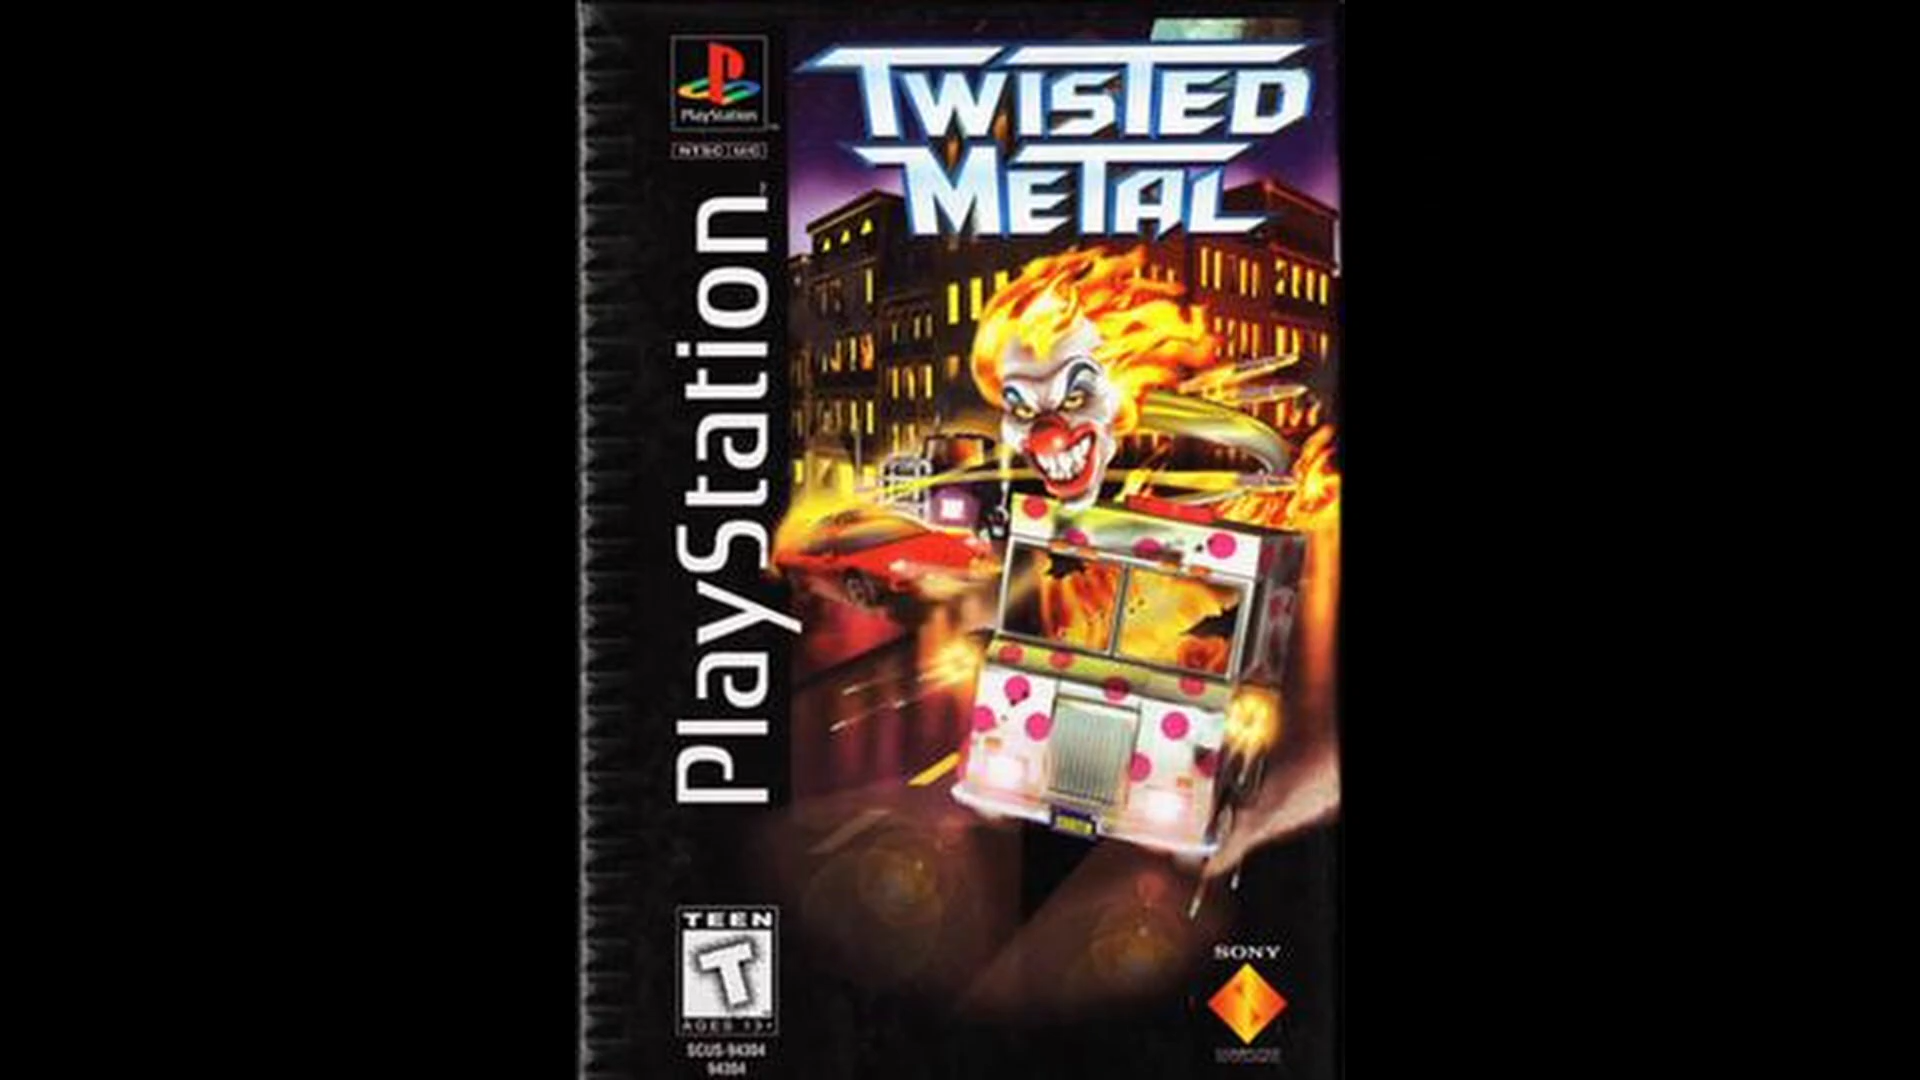 PlayStation
NTSC U/C
PlayStation
TWISTED
METAL
TEEN
T
AGES 13+
SCUS-94304
94304
SONY